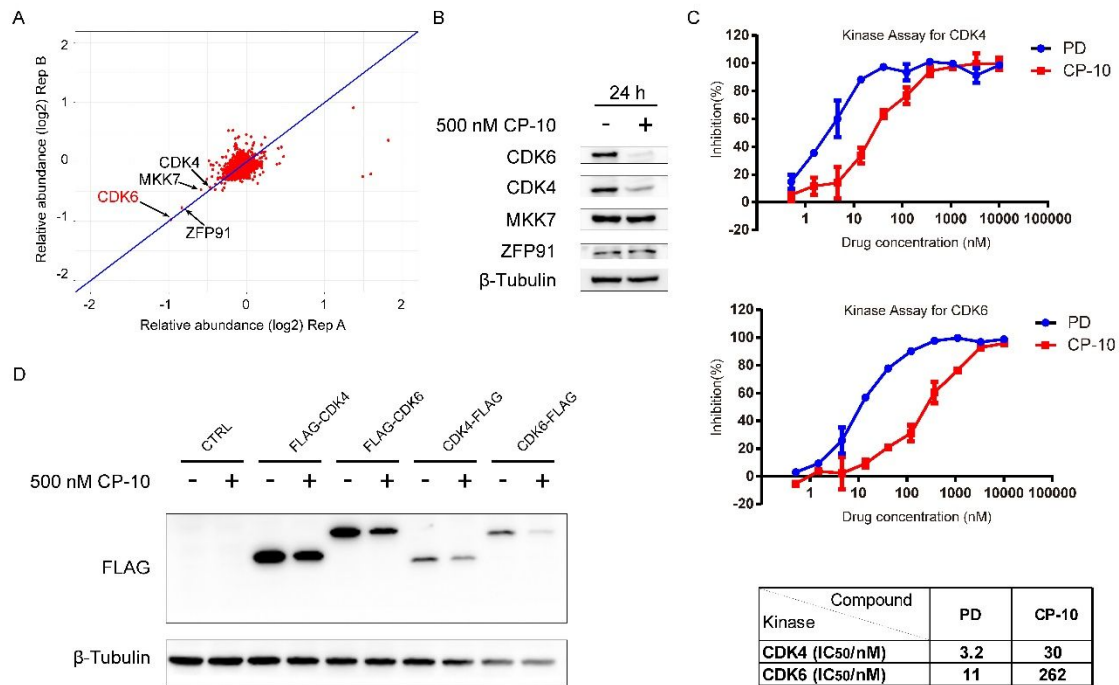 A
Relative abundance (log2) Rep B
2
1
0
-1
-2
CDK4
MKK7
CDK6
ZFP91
-2
-1
0
1
2
Relative abundance (log2) Rep A
B
24 h
500 nM CP-10
-
+
CDK6
CDK4
MKK7
ZFP91
β-Tubulin
C
Kinase Assay for CDK4
Inhibition(%)
120
100
80
60
40
20
0
-20
1
10
100
1000
10000
100000
Drug concentration (nM)
PD
CP-10
Kinase Assay for CDK6
Inhibition(%)
120
100
80
60
40
20
0
-20
1
10
100
1000
10000
100000
Drug concentration (nM)
PD
CP-10
Compound
Kinase
PD
CP-10
CDK4 (IC50/nM)
3.2
30
CDK6 (IC50/nM)
11
262
D
CTRL
FLAG-CDK4
FLAG-CDK6
CDK4-FLAG
CDK6-FLAG
500 nM CP-10
- + - + - + - + - +
FLAG
β-Tubulin